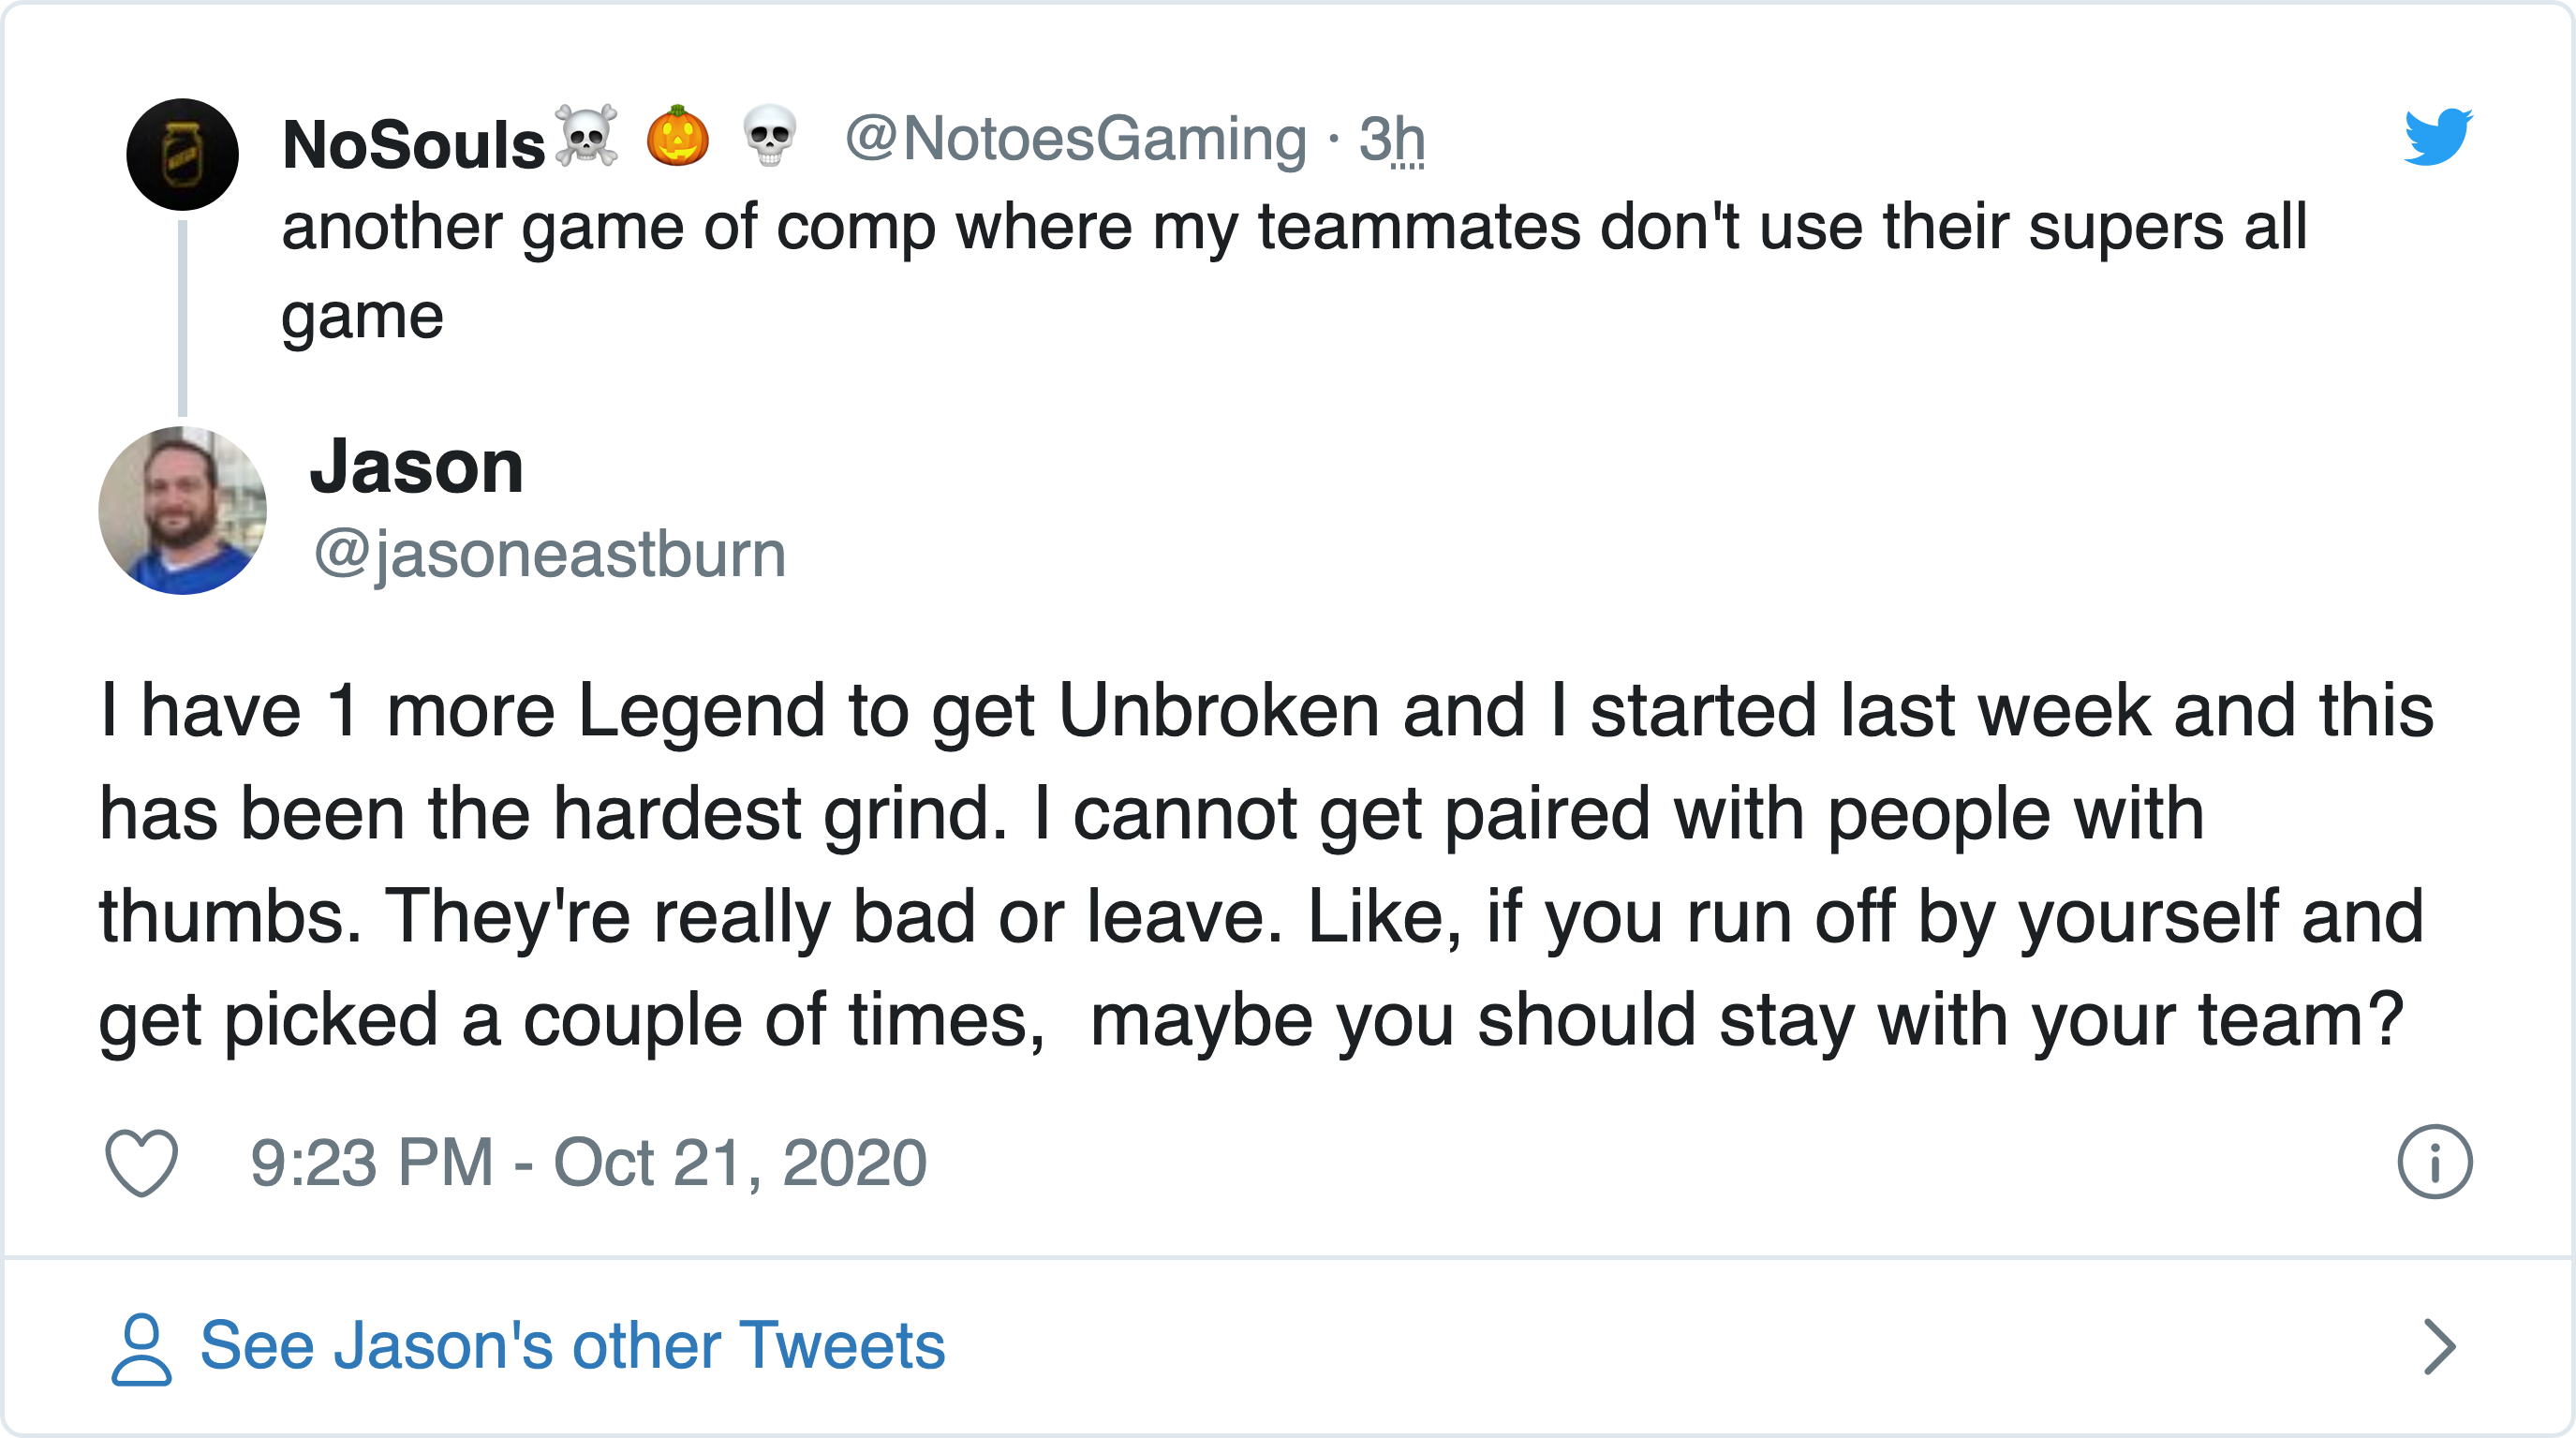 NoSouls☠️ 🎃 💀 @NotoesGaming · 3h
another game of comp where my teammates don't use their supers all
game
Jason
@jasoneastburn
I have 1 more Legend to get Unbroken and I started last week and this
has been the hardest grind. I cannot get paired with people with
thumbs. They're really bad or leave. Like, if you run off by yourself and
get picked a couple of times,  maybe you should stay with your team?
9:23 PM - Oct 21, 2020
See Jason's other Tweets